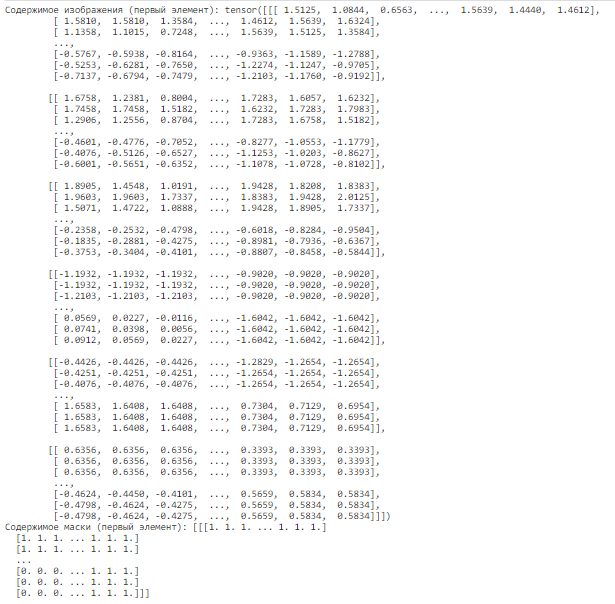 Содержимое изображения (первый элемент): tensor([[[ 1.5125,  1.0844,  0.6563,  ...,  1.5639,  1.4440,  1.4612],
         [ 1.5810,  1.5810,  1.3584,  ...,  1.4612,  1.5639,  1.6324],
         [ 1.1358,  1.1015,  0.7248,  ...,  1.5639,  1.5125,  1.3584],
         ...,
         [-0.5767, -0.5938, -0.8164,  ..., -0.9363, -1.1589, -1.2788],
         [-0.5253, -0.6281, -0.7650,  ..., -1.2274, -1.1247, -0.9705],
         [-0.7137, -0.6794, -0.7479,  ..., -1.2103, -1.1760, -0.9192]],
        [[ 1.6758,  1.2381,  0.8004,  ...,  1.7283,  1.6057,  1.6232],
         [ 1.7458,  1.7458,  1.5182,  ...,  1.6232,  1.7283,  1.7983],
         [ 1.2906,  1.2556,  0.8704,  ...,  1.7283,  1.6758,  1.5182],
         ...,
         [-0.4601, -0.4776, -0.7052,  ..., -0.8277, -1.0553, -1.1779],
         [-0.4076, -0.5126, -0.6527,  ..., -1.1253, -1.0203, -0.8627],
         [-0.6001, -0.5651, -0.6352,  ..., -1.1078, -1.0728, -0.8102]],
        [[ 1.8905,  1.4548,  1.0191,  ...,  1.9428,  1.8208,  1.8383],
         [ 1.9603,  1.9603,  1.7337,  ...,  1.8383,  1.9428,  2.0125],
         [ 1.5071,  1.4722,  1.0888,  ...,  1.9428,  1.8905,  1.7337],
         ...,
         [-0.2358, -0.2532, -0.4798,  ..., -0.6018, -0.8284, -0.9504],
         [-0.1835, -0.2881, -0.4275,  ..., -0.8981, -0.7936, -0.6367],
         [-0.3753, -0.3404, -0.4101,  ..., -0.8807, -0.8458, -0.5844]],
        [[-1.1932, -1.1932, -1.1932,  ..., -0.9020, -0.9020, -0.9020],
         [-1.1932, -1.1932, -1.1932,  ..., -0.9020, -0.9020, -0.9020],
         [-1.2103, -1.2103, -1.2103,  ..., -0.9020, -0.9020, -0.9020],
         ...,
         [ 0.0569,  0.0227, -0.0116,  ..., -1.6042, -1.6042, -1.6042],
         [ 0.0741,  0.0398,  0.0056,  ..., -1.6042, -1.6042, -1.6042],
         [ 0.0912,  0.0569,  0.0227,  ..., -1.6042, -1.6042, -1.6042]],
        [[-0.4426, -0.4426, -0.4426,  ..., -1.2829, -1.2654, -1.2654],
         [-0.4251, -0.4251, -0.4251,  ..., -1.2654, -1.2654, -1.2654],
         [-0.4076, -0.4076, -0.4076,  ..., -1.2654, -1.2654, -1.2654],
         ...,
         [ 1.6583,  1.6408,  1.6408,  ...,  0.7304,  0.7129,  0.6954],
         [ 1.6583,  1.6408,  1.6408,  ...,  0.7304,  0.7129,  0.6954],
         [ 1.6583,  1.6408,  1.6408,  ...,  0.7304,  0.7129,  0.6954]],
        [[ 0.6356,  0.6356,  0.6356,  ...,  0.3393,  0.3393,  0.3393],
         [ 0.6356,  0.6356,  0.6356,  ...,  0.3393,  0.3393,  0.3393],
         [ 0.6356,  0.6356,  0.6356,  ...,  0.3393,  0.3393,  0.3393],
         ...,
         [-0.4624, -0.4450, -0.4101,  ...,  0.5659,  0.5834,  0.5834],
         [-0.4798, -0.4624, -0.4275,  ...,  0.5659,  0.5834,  0.5834],
         [-0.4798, -0.4624, -0.4275,  ...,  0.5659,  0.5834,  0.5834]]])
Содержимое маски (первый элемент): [[[1. 1. 1. ... 1. 1. 1.]
  [1. 1. 1. ... 1. 1. 1.]
  [1. 1. 1. ... 1. 1. 1.]
  ...
  [0. 0. 0. ... 1. 1. 1.]
  [0. 0. 0. ... 1. 1. 1.]
  [0. 0. 0. ... 1. 1. 1.]]]